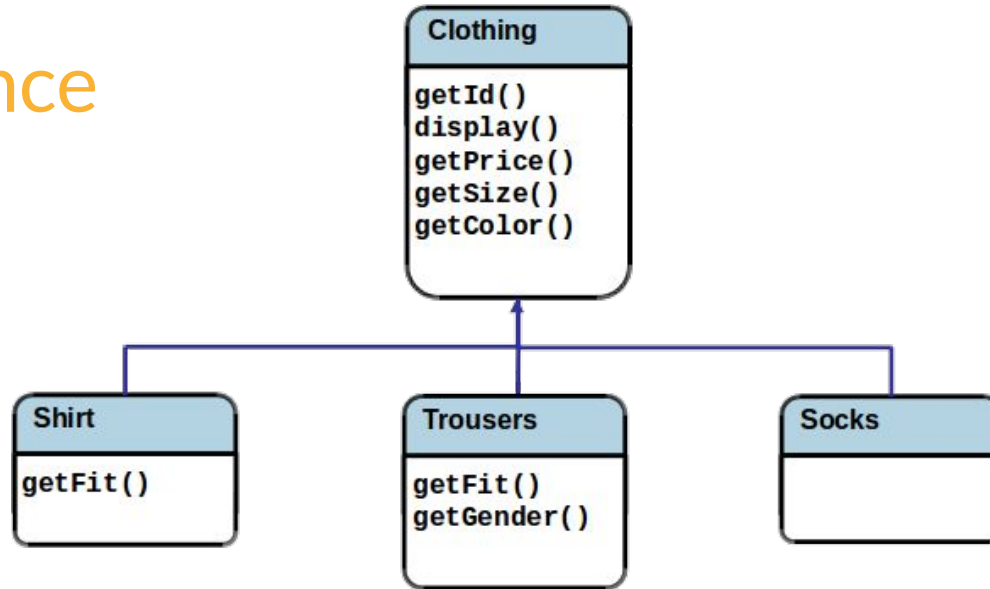 nce
Clothing
getId()
display()
getPrice()
getSize()
getColor()
Shirt
getFit()
Trousers
getFit()
getGender()
Socks